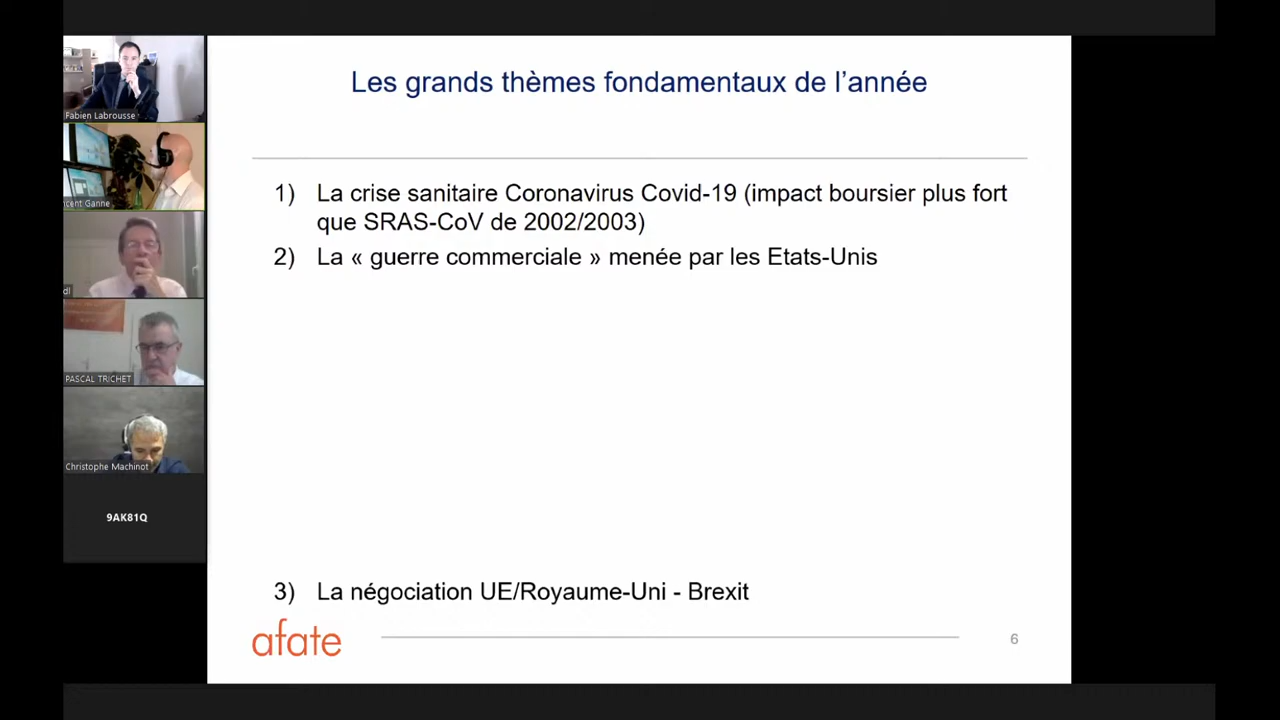 Les grands thèmes fondamentaux de l'année
1) La crise sanitaire Coronavirus Covid-19 (impact boursier plus fort
que SRAS-CoV de 2002/2003)
2) La « guerre commerciale » menée par les Etats-Unis
3) La négociation UE/Royaume-Uni - Brexit
afate
6
Fabien Labrousse
ncent Ganne
dl
PASCAL TRICHET
Christophe Machinot
9AK81Q